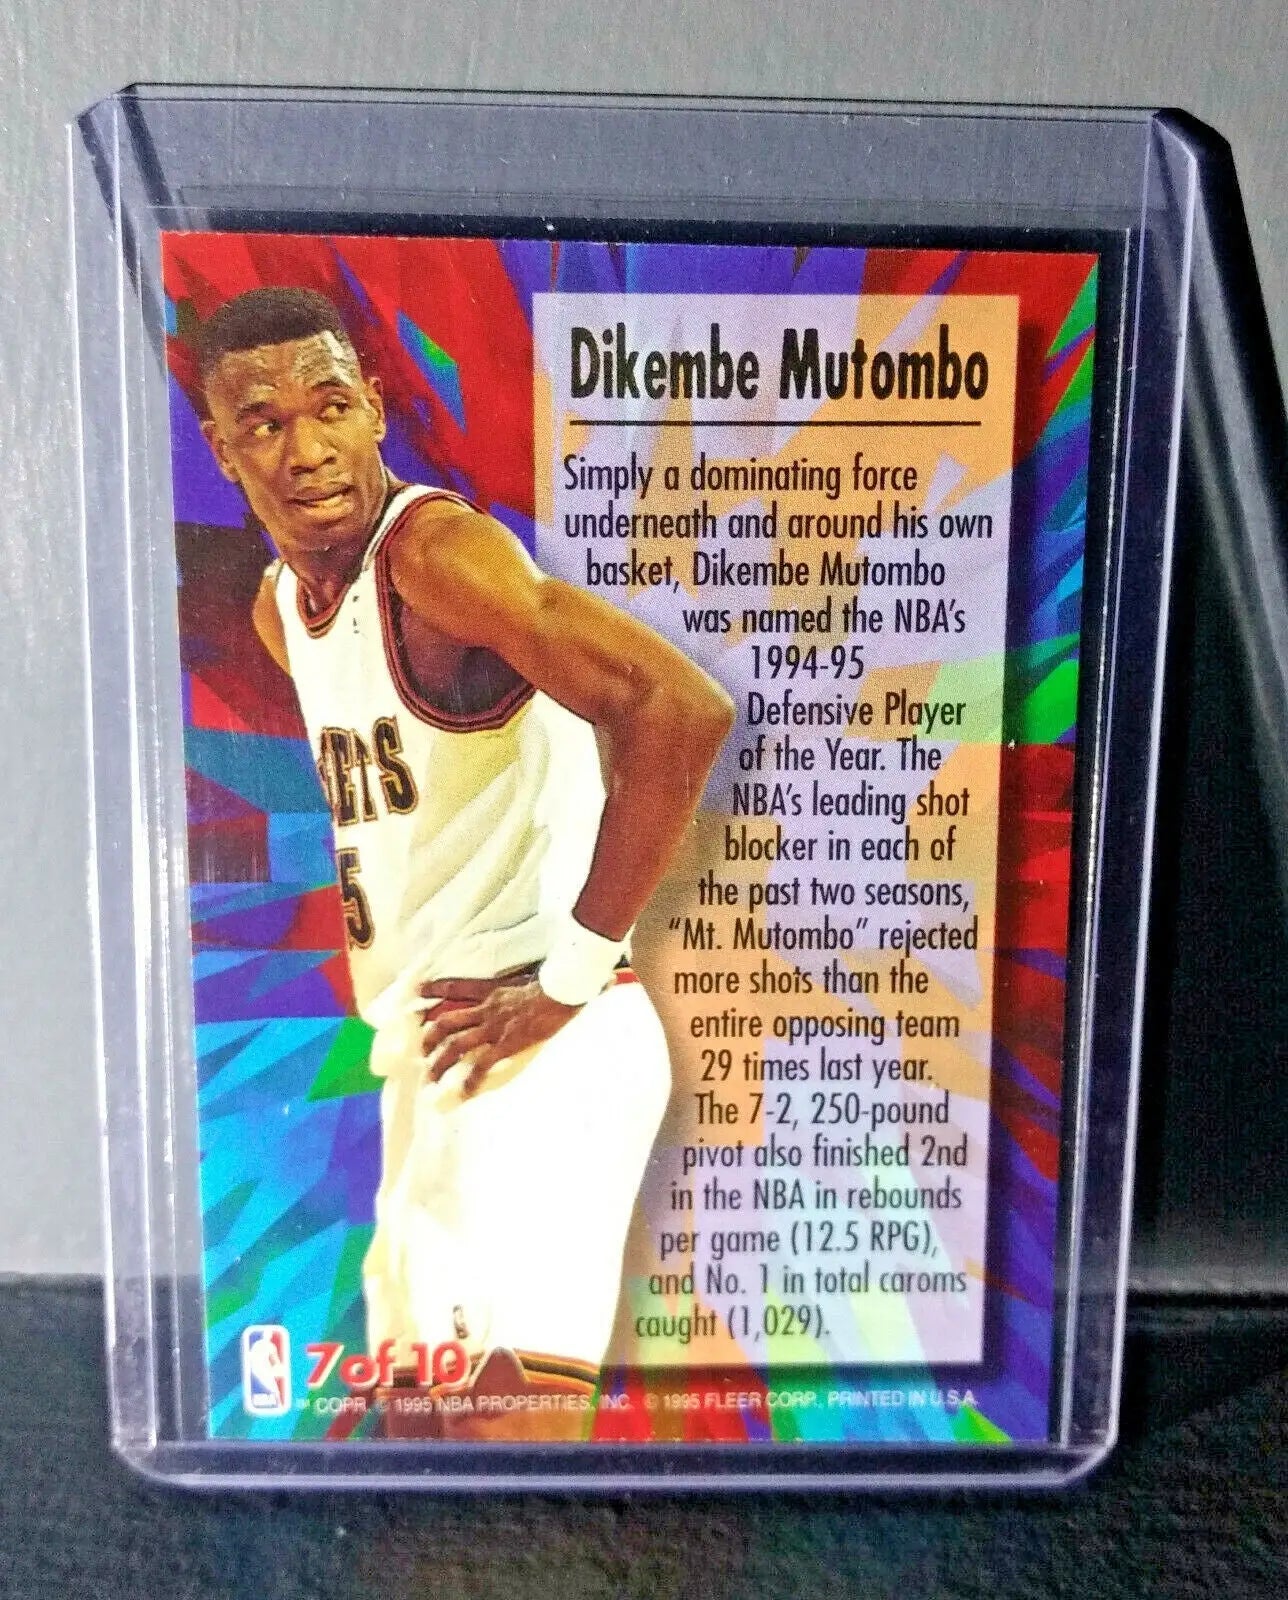 Dikembe Mutombo
Simply a dominating force
underneath and around his own
basket, Dikembe Mutombo
was named the NBA's
1994-95
Defensive Player
of the Year. The
NBA's leading shot
blocker in each of
the past two seasons,
"Mt. Mutombo" rejected
more shots than the
entire opposing team
29 times last year.
The 7-2, 250-pound
pivot also finished 2nd
in the NBA in rebounds
per game (12.5 RPG),
and No. 1 in total caroms
caught (1,029).
ETS
5
7 of 10
™ COPR. © 1995 NBA PROPERTIES, INC. © 1995 FLEER CORP. PRINTED IN U.S.A.